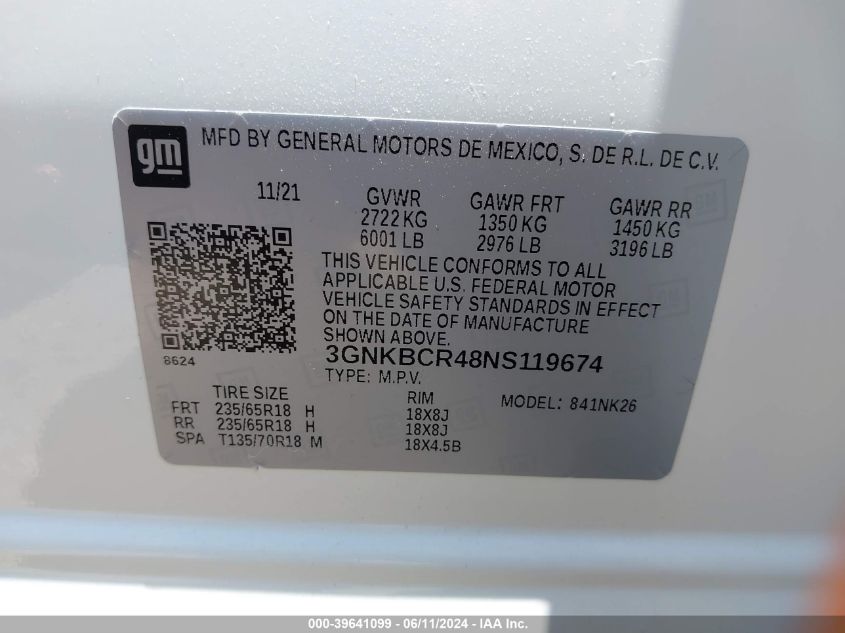 gm
MFD BY GENERAL MOTORS DE MEXICO, S. DE R.L. DE C.V.
11/21 GVWR GAWR FRT GAWR RR
2722 KG 1350 KG 1450 KG
6001 LB 2976 LB 3196 LB
THIS VEHICLE CONFORMS TO ALL
APPLICABLE U.S. FEDERAL MOTOR
VEHICLE SAFETY STANDARDS IN EFFECT
ON THE DATE OF MANUFACTURE
SHOWN ABOVE.
8624
3GNKBCR48NS119674
TYPE: M.P.V.
TIRE SIZE RIM MODEL: 841NK26
FRT 235/65R18 H 18X8J
RR 235/65R18 H 18X8J
SPA T135/70R18 M 18X4.5B
000-39641099 - 06/11/2024 - IAA Inc.